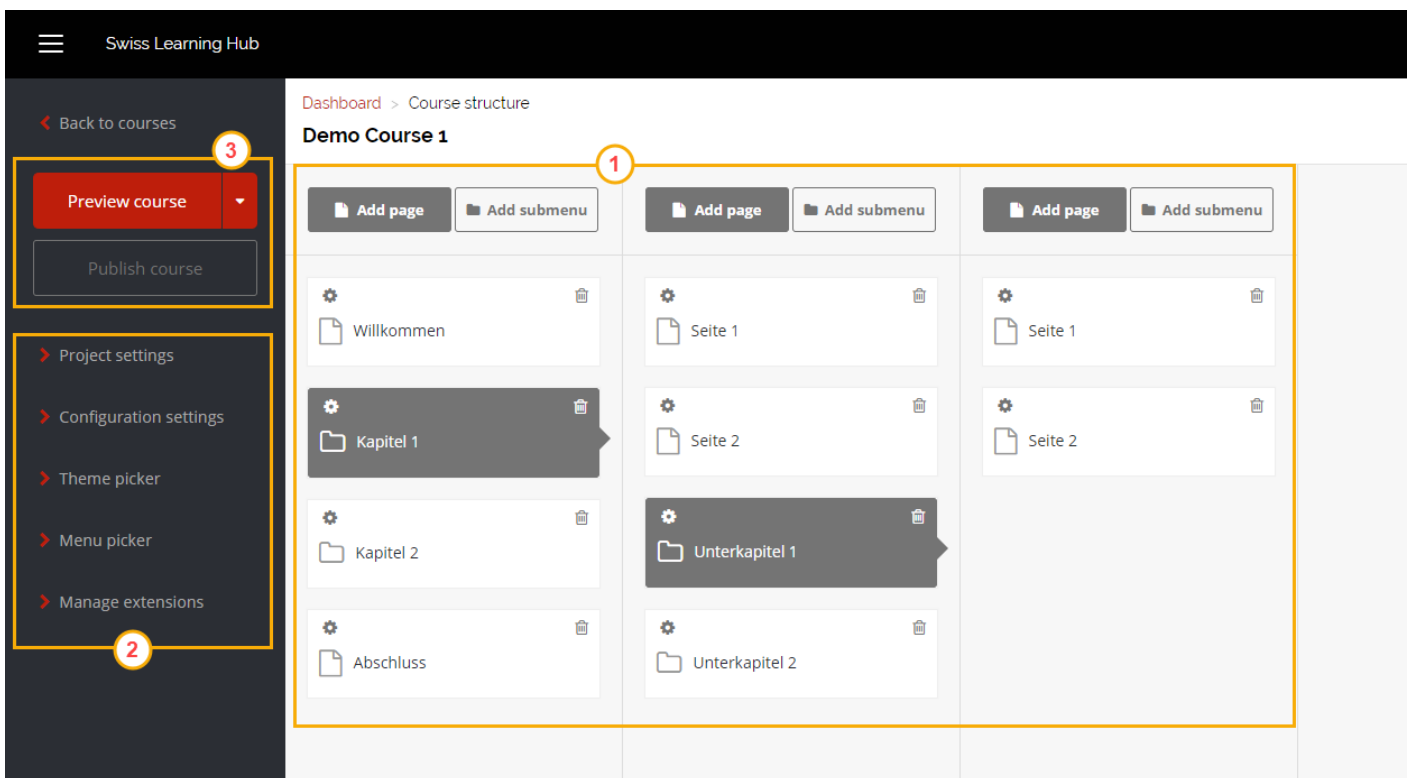 Swiss Learning Hub
Back to courses
3
Preview course
Publish course
Project settings
Configuration settings
Theme picker
Menu picker
Manage extensions
2
Dashboard > Course structure
Demo Course 1
1
Add page Add submenu
Willkommen
Kapitel 1
Kapitel 2
Abschluss
Add page Add submenu
Seite 1
Seite 2
Unterkapitel 1
Unterkapitel 2
Add page Add submenu
Seite 1
Seite 2